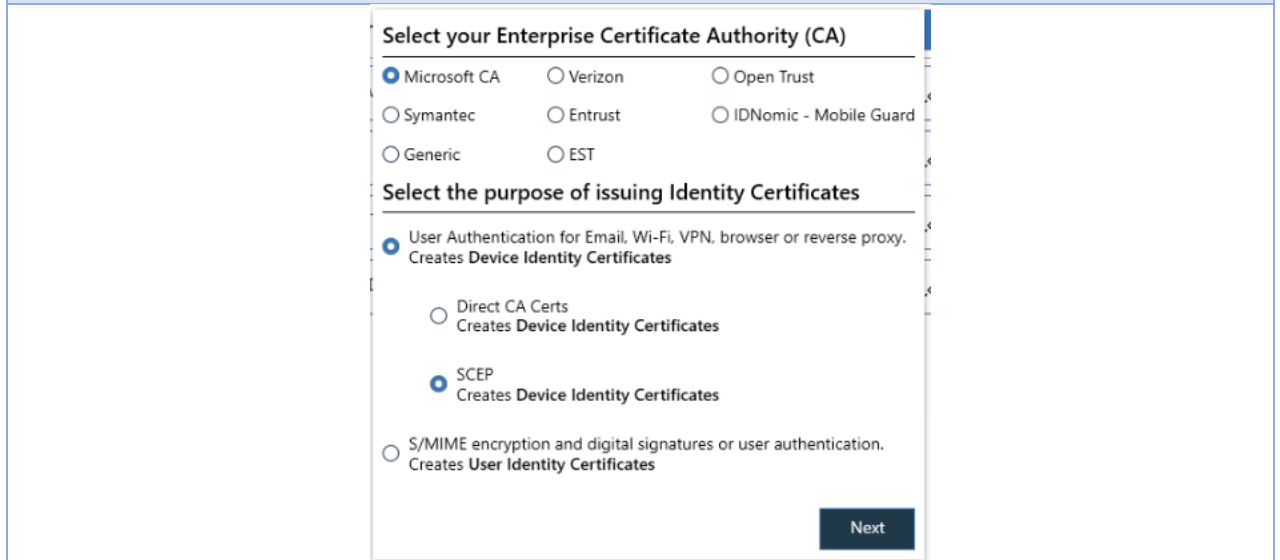 Select your Enterprise Certificate Authority (CA)
Microsoft CA Verizon Open Trust
Symantec Entrust IDNomic - Mobile Guard
Generic EST
Select the purpose of issuing Identity Certificates
User Authentication for Email, Wi-Fi, VPN, browser or reverse proxy.
Creates Device Identity Certificates
Direct CA Certs
Creates Device Identity Certificates
SCEP
Creates Device Identity Certificates
S/MIME encryption and digital signatures or user authentication.
Creates User Identity Certificates
Next